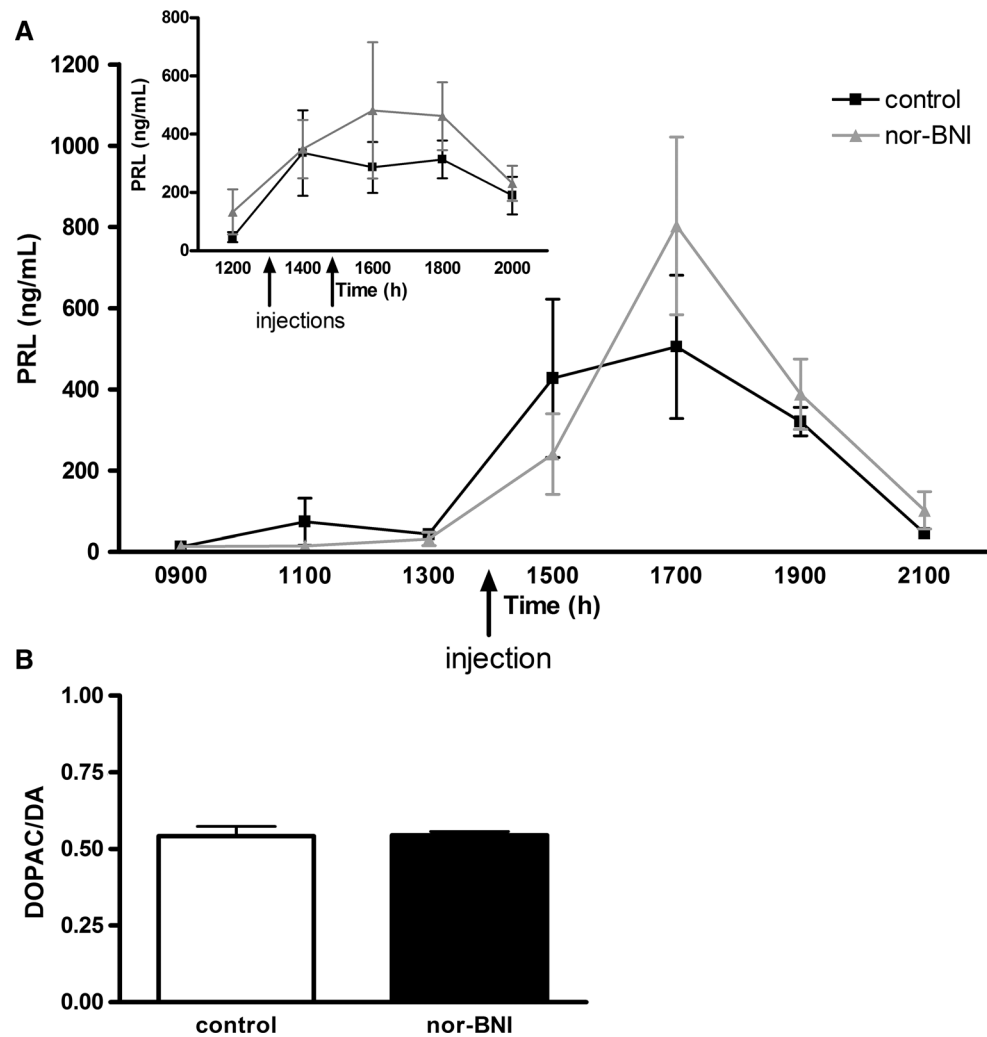 A
800
600
400
200
0
PRL (ng/mL)
1200 1400 1600 1800 2000
Time (h)
injections
control
nor-BNI
1200
1000
800
600
400
200
0
PRL (ng/mL)
0900 1100 1300 1500 1700 1900 2100
Time (h)
injection
B
1.00
0.75
0.50
0.25
0.00
DOPAC/DA
control nor-BNI